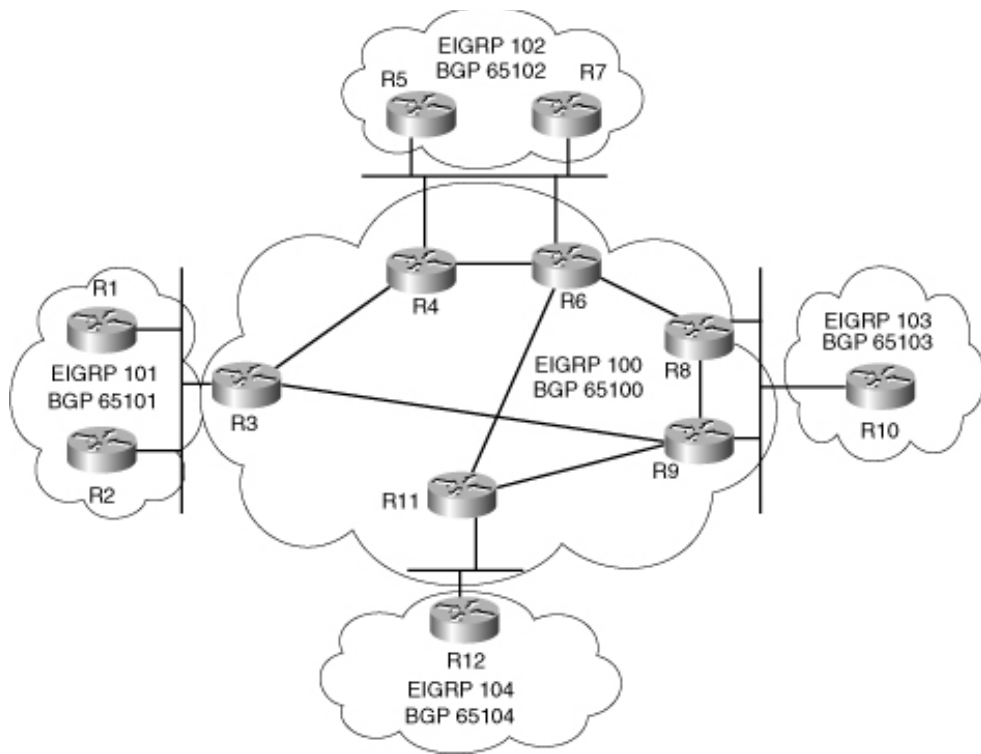 EIGRP 102
BGP 65102
R5
R7
R4
R6
R1
EIGRP 101
BGP 65101
R2
R3
EIGRP 100
BGP 65100
R8
R9
EIGRP 103
BGP 65103
R10
R11
R12
EIGRP 104
BGP 65104